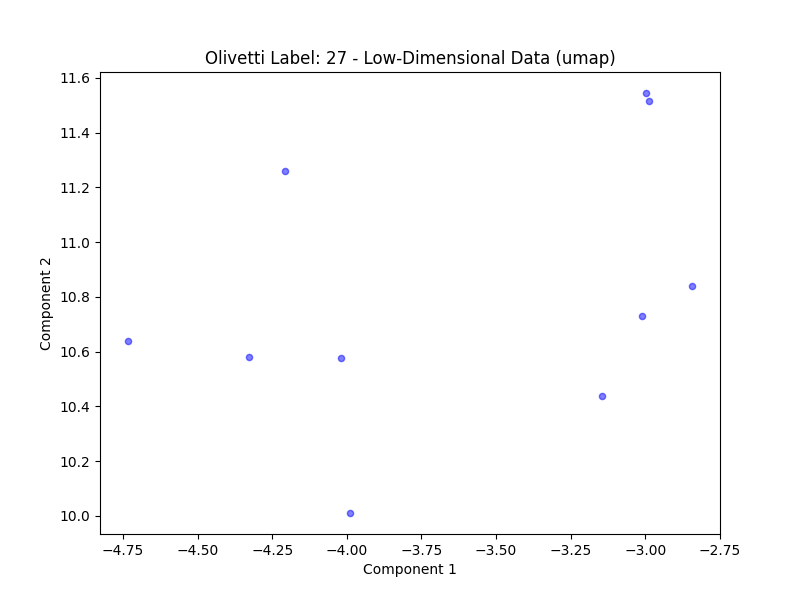 Olivetti Label: 27 - Low-Dimensional Data (umap)
11.6
11.4
11.2
11.0
10.8
10.6
10.4
10.2
10.0
Component 2
−4.75 −4.50 −4.25 −4.00 −3.75 −3.50 −3.25 −3.00 −2.75
Component 1